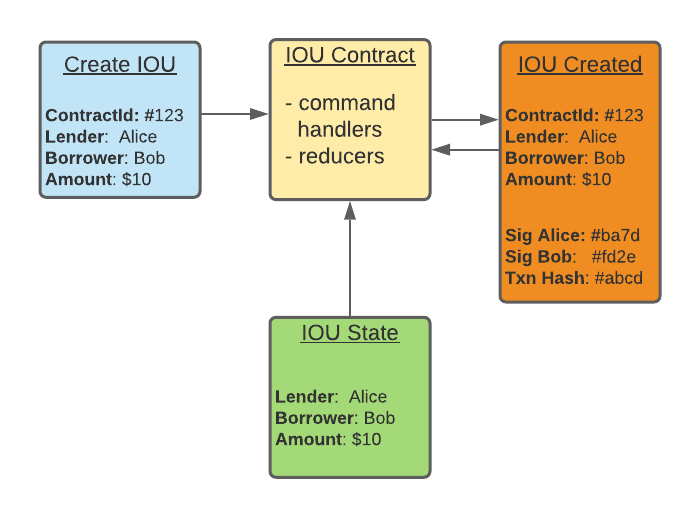 Create IOU
ContractId: #123
Lender:  Alice
Borrower: Bob
Amount: $10
IOU Contract
- command
handlers
- reducers
IOU Created
ContractId: #123
Lender:  Alice
Borrower: Bob
Amount: $10
Sig Alice: #ba7d
Sig Bob:   #fd2e
Txn Hash: #abcd
IOU State
Lender:  Alice
Borrower: Bob
Amount: $10